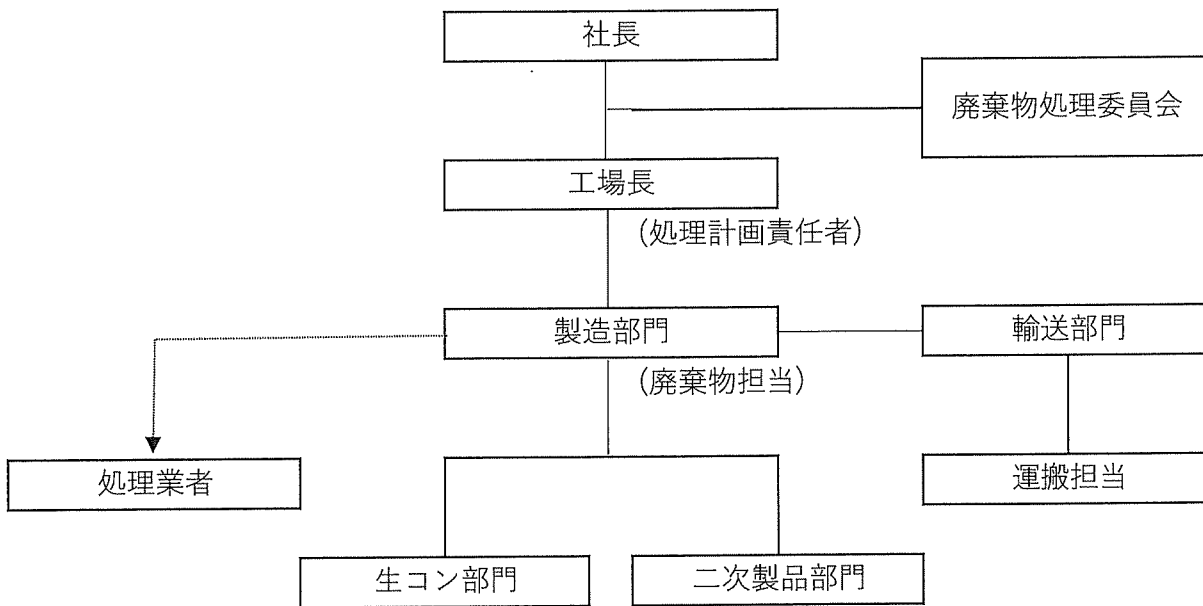 社長
廃棄物処理委員会
工場長
(処理計画責任者)
製造部門
輸送部門
(廃棄物担当)
処理業者
運搬担当
生コン部門
二次製品部門